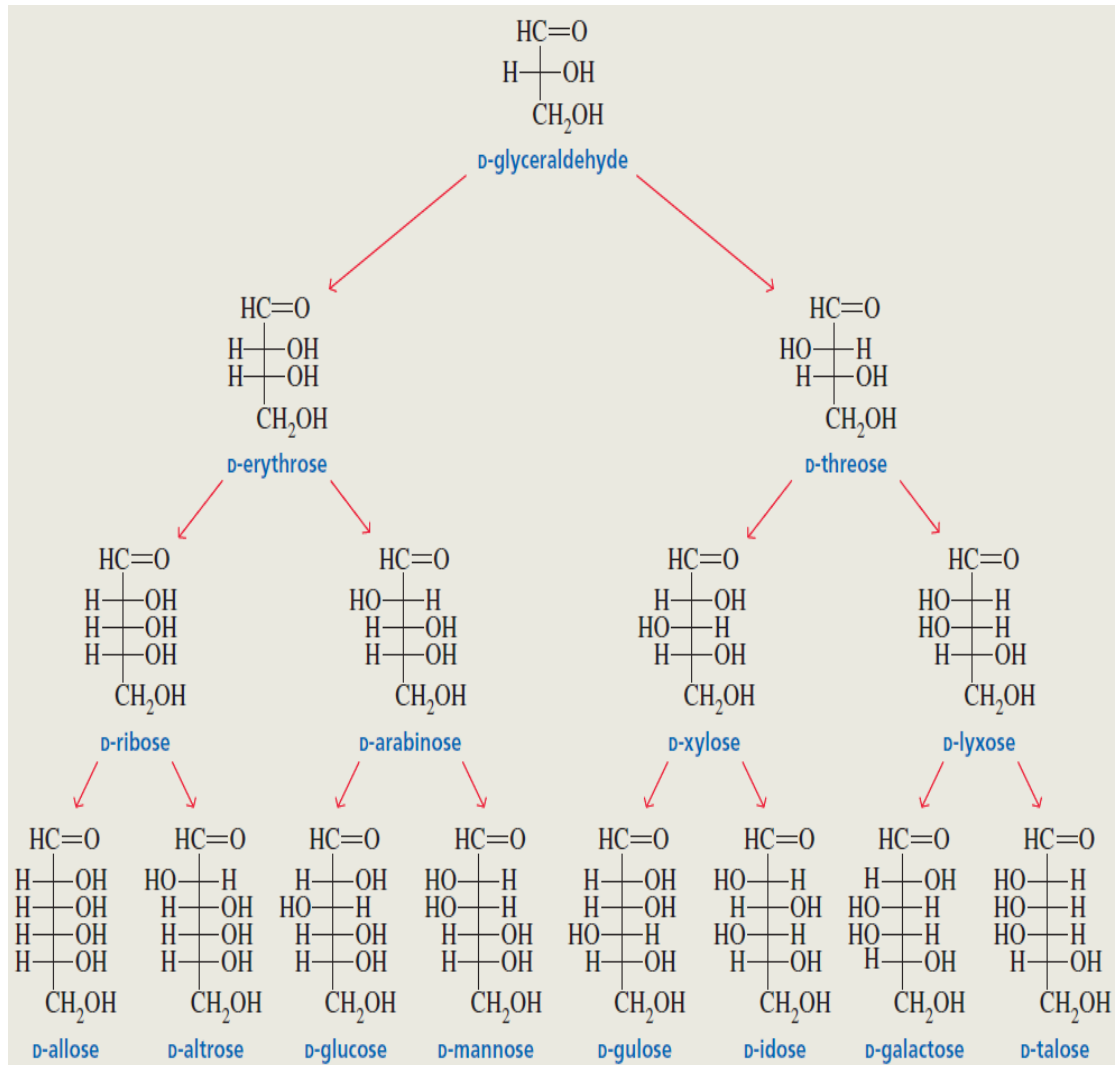 HC=O
H OH
CH₂OH
D-glyceraldehyde
HC=O HC=O
H OH HO H
H OH H OH
CH₂OH CH₂OH
D-erythrose D-threose
HC=O HC=O HC=O HC=O
H OH HO H H OH HO H
H OH H OH HO H HO H
H OH H OH H OH H OH
CH₂OH CH₂OH CH₂OH CH₂OH
D-ribose D-arabinose D-xylose D-lyxose
HC=O HC=O HC=O HC=O HC=O HC=O HC=O HC=O
H OH HO H H OH HO H H OH HO H H OH HO H
H OH H OH HO H HO H H OH H OH HO H HO H
H OH H OH H OH H OH HO H HO H HO H HO H
H OH H OH H OH H OH H OH H OH H OH H OH
CH₂OH CH₂OH CH₂OH CH₂OH CH₂OH CH₂OH CH₂OH CH₂OH
D-allose D-altrose D-glucose D-mannose D-gulose D-idose D-galactose D-talose